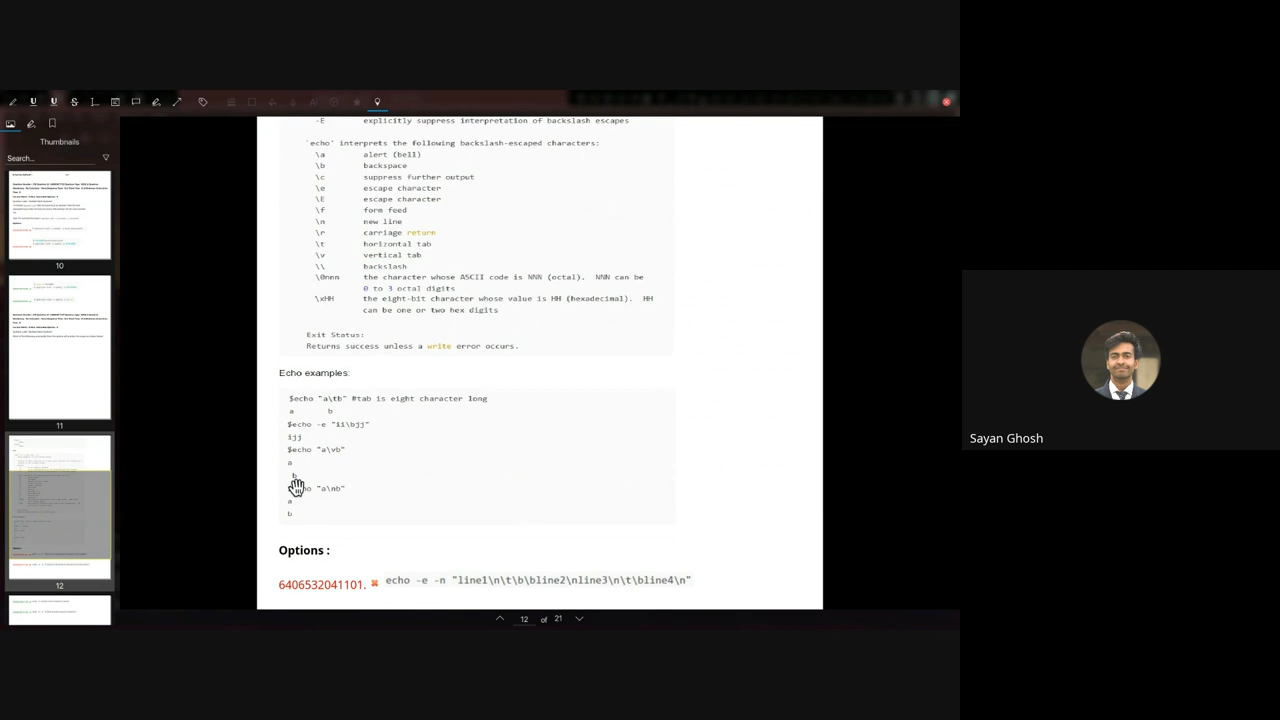 Thumbnails
Search...
10
11
12
-E explicitly suppress interpretation of backslash escapes
`echo' interprets the following backslash-escaped characters:
\a alert (bell)
\b backspace
\c suppress further output
\e escape character
\E escape character
\f form feed
\n new line
\r carriage return
\t horizontal tab
\v vertical tab
\\ backslash
\0nnn the character whose ASCII code is NNN (octal). NNN can be
0 to 3 octal digits
\xHH the eight-bit character whose value is HH (hexadecimal). HH
can be one or two hex digits
Exit Status:
Returns success unless a write error occurs.
Echo examples:
$echo "a\tb" #tab is eight character long
a b
$echo -e "ii\bjj"
ijj
$echo "a\vb"
a
b
"a\nb"
a
b
Options :
6406532041101. echo -e -n "line1\n\t\b\bline2\nline3\n\t\bline4\n"
12 of 21
Sayan Ghosh